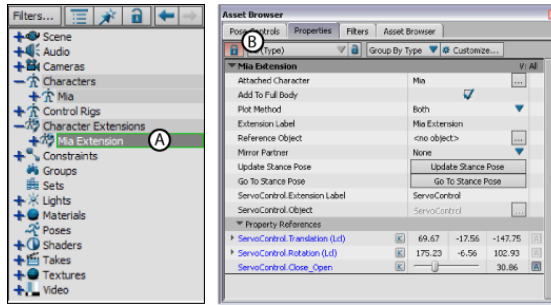 Filters...
Scene
Audio
Cameras
Characters
Mia
Control Rigs
Character Extensions
Mia Extension
A
Constraints
Groups
Sets
Lights
Materials
Poses
Shaders
Takes
Textures
Video
Asset Browser
Pose Controls Properties Filters Asset Browser
B
(Type) Group By Type Customize...
Mia Extension V: All
Attached Character Mia ...
Add To Full Body
Plot Method Both
Extension Label Mia Extension
Reference Object <no object> ...
Mirror Partner None
Update Stance Pose Update Stance Pose
Go To Stance Pose Go To Stance Pose
ServoControl.Extension Label ServoControl
ServoControl.Object ServoControl ...
Property References
ServoControl.Translation (Lcl) K 69.67 -17.56 -147.75 A
ServoControl.Rotation (Lcl) K 175.23 -6.56 102.93 A
ServoControl.Close_Open K 30.86 A